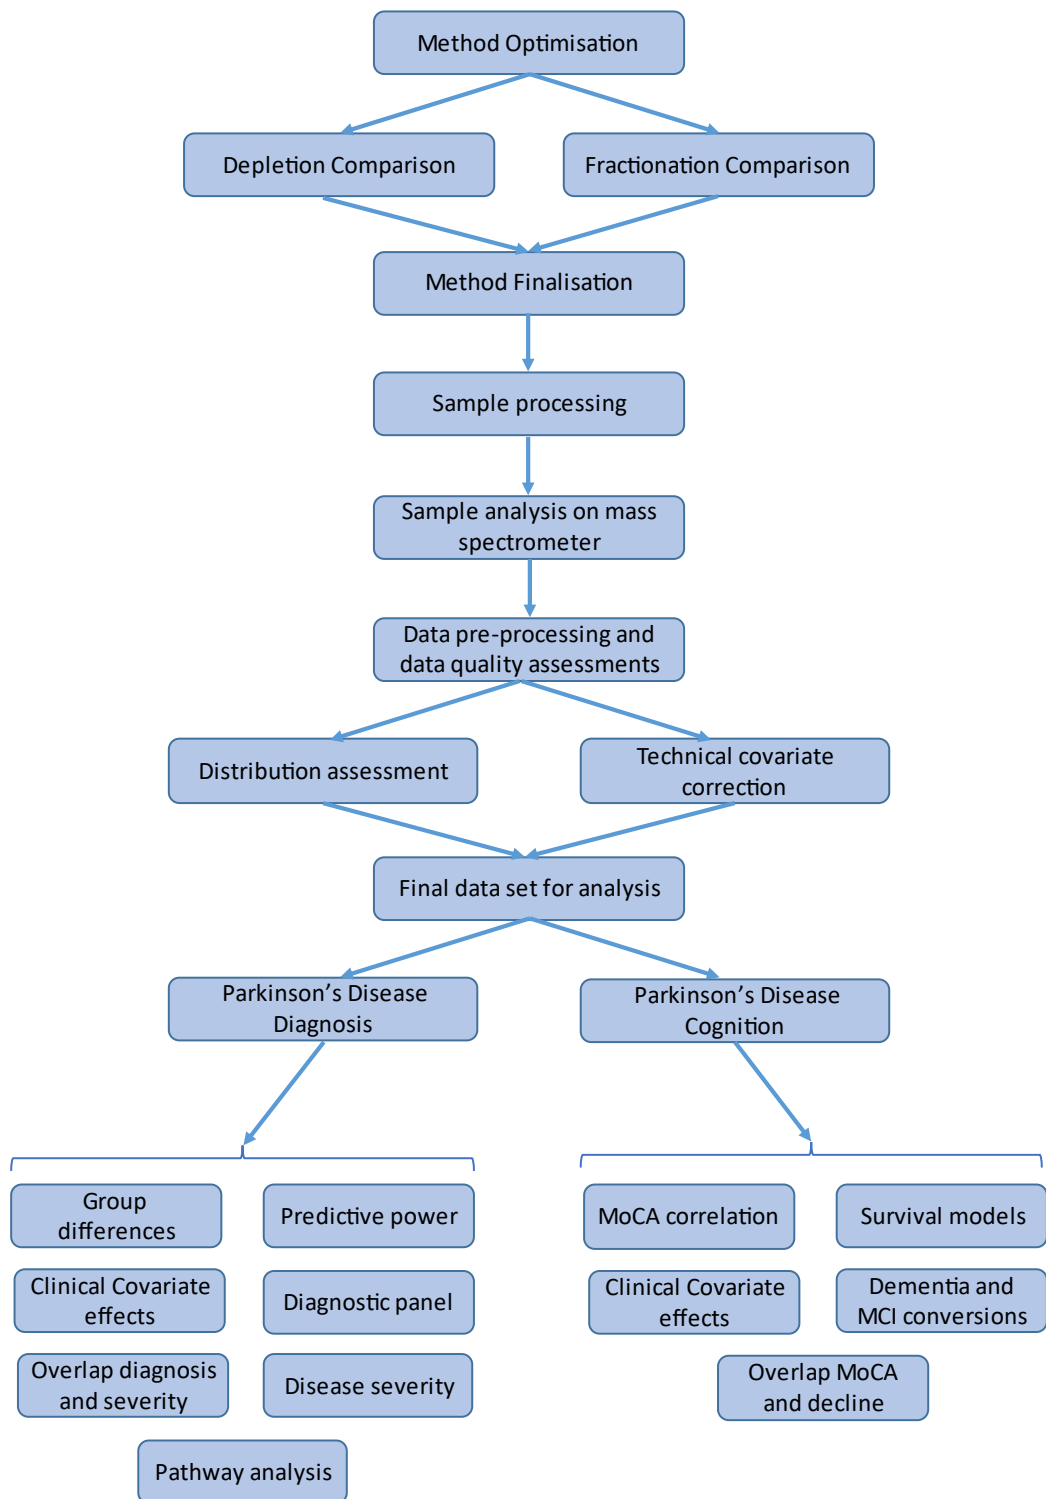 Method Optimisation
Depletion Comparison
Fractionation Comparison
Method Finalisation
Sample processing
Sample analysis on mass
spectrometer
Data pre-processing and
data quality assessments
Distribution assessment
Technical covariate
correction
Final data set for analysis
Parkinson’s Disease
Diagnosis
Parkinson’s Disease
Cognition
Group
differences
Predictive power
Clinical Covariate
effects
Diagnostic panel
Overlap diagnosis
and severity
Disease severity
Pathway analysis
MoCA correlation
Survival models
Clinical Covariate
effects
Dementia and
MCI conversions
Overlap MoCA
and decline